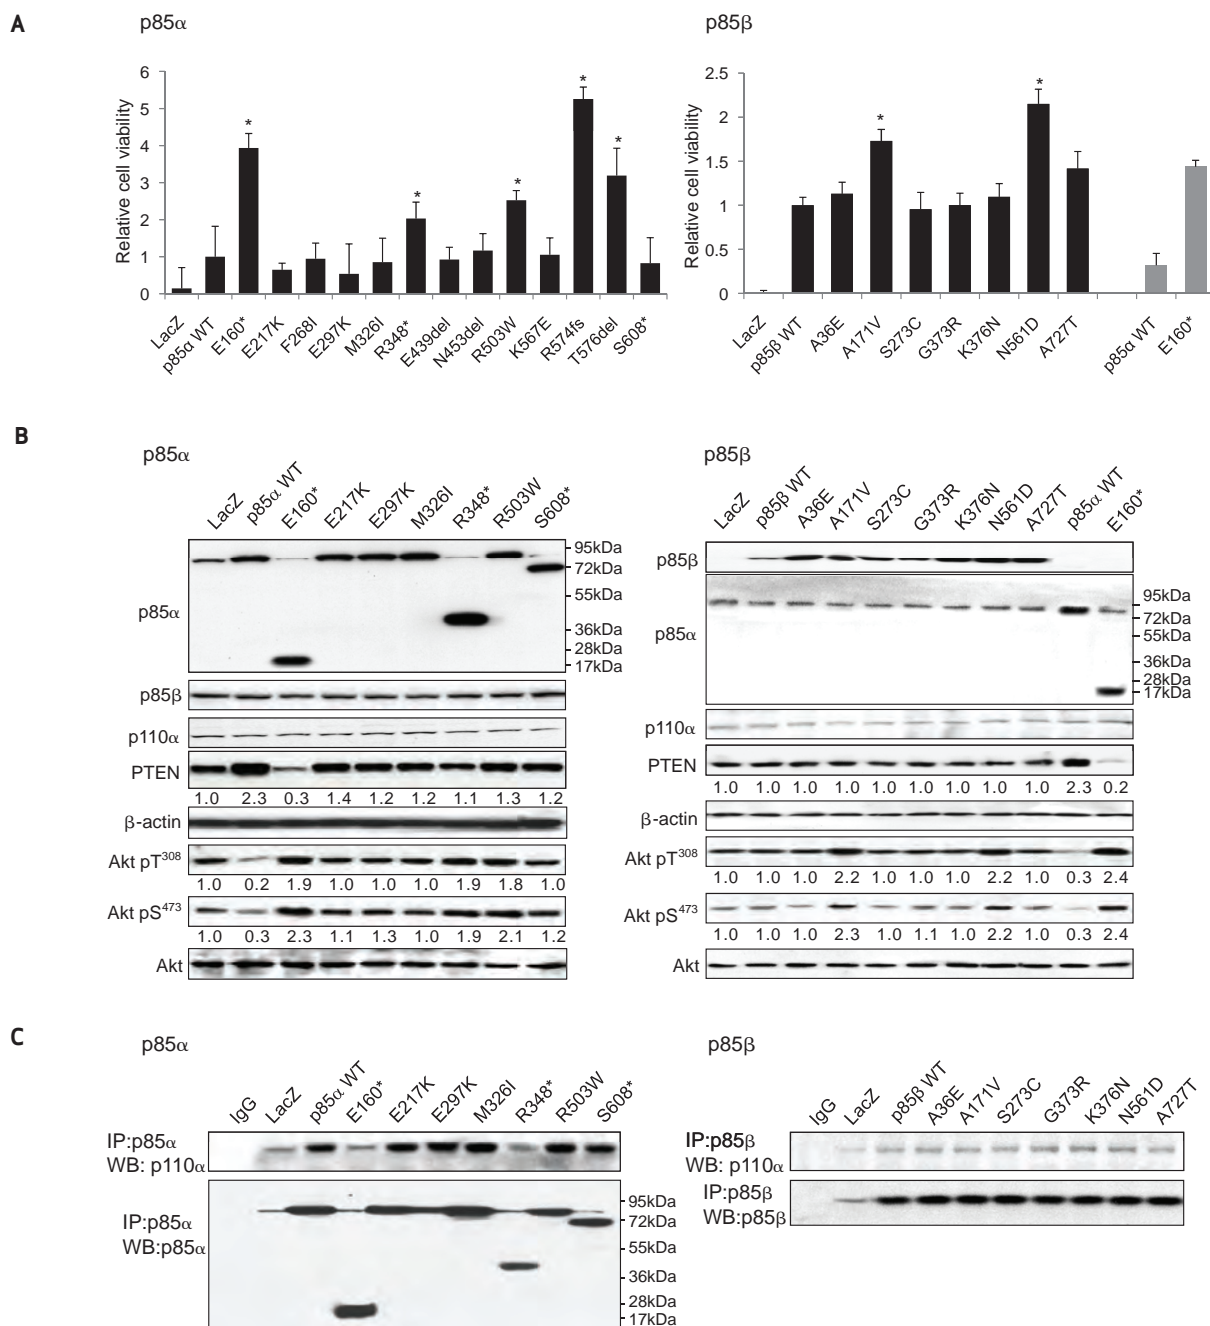 A
p85α
Relative cell viability
6
5
4
3
2
1
0
* * * * *
LacZ p85α WT E160* E217K F268I E297K M326I R348* E439del N453del R503W K567E R574fs T576del S608*
p85β
Relative cell viability
2.5
2
1.5
1
0.5
0
* *
LacZ p85β WT A36E A171V S273C G373R K376N N561D A727T p85α WT E160*
B
p85α
LacZ p85α WT E160* E217K E297K M326I R348* R503W S608*
p85α
95kDa
72kDa
55kDa
36kDa
28kDa
17kDa
p85β
p110α
PTEN
1.0 2.3 0.3 1.4 1.2 1.2 1.1 1.3 1.2
β-actin
Akt pT308
1.0 0.2 1.9 1.0 1.0 1.0 1.9 1.8 1.0
Akt pS473
1.0 0.3 2.3 1.1 1.3 1.0 1.9 2.1 1.2
Akt
p85β
LacZ p85β WT A36E A171V S273C G373R K376N N561D A727T p85α WT E160*
p85β
p85α
95kDa
72kDa
55kDa
36kDa
28kDa
17kDa
p110α
PTEN
1.0 1.0 1.0 1.0 1.0 1.0 1.0 1.0 1.0 2.3 0.2
β-actin
Akt pT308
1.0 1.0 1.0 2.2 1.0 1.0 1.0 2.2 1.0 0.3 2.4
Akt pS473
1.0 1.0 1.0 2.3 1.0 1.1 1.0 2.2 1.0 0.3 2.4
Akt
C
p85α
IgG LacZ p85α WT E160* E217K E297K M326I R348* R503W S608*
IP:p85α
WB: p110α
IP:p85α
WB:p85α
95kDa
72kDa
55kDa
36kDa
28kDa
17kDa
p85β
IgG LacZ p85β WT A36E A171V S273C G373R K376N N561D A727T
IP:p85β
WB: p110α
IP:p85β
WB:p85β